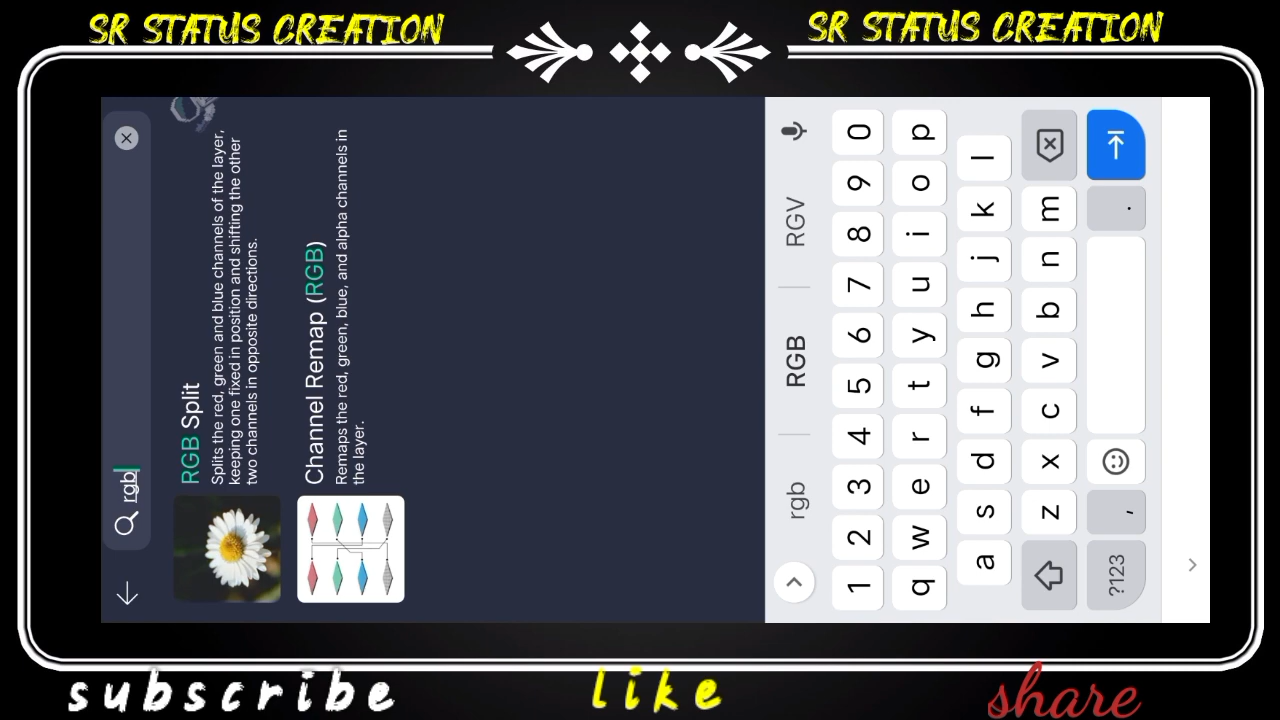 SR STATUS CREATION
SR STATUS CREATION
rgb
RGB Split
Splits the red, green and blue channels of the layer,
keeping one fixed in position and shifting the other
two channels in opposite directions.
Channel Remap (RGB)
Remaps the red, green, blue, and alpha channels in
the layer.
rgb RGB RGV
1 2 3 4 5 6 7 8 9 0
q w e r t y u i o p
a s d f g h j k l
z x c v b n m
?123 , .
subscribe
like
share